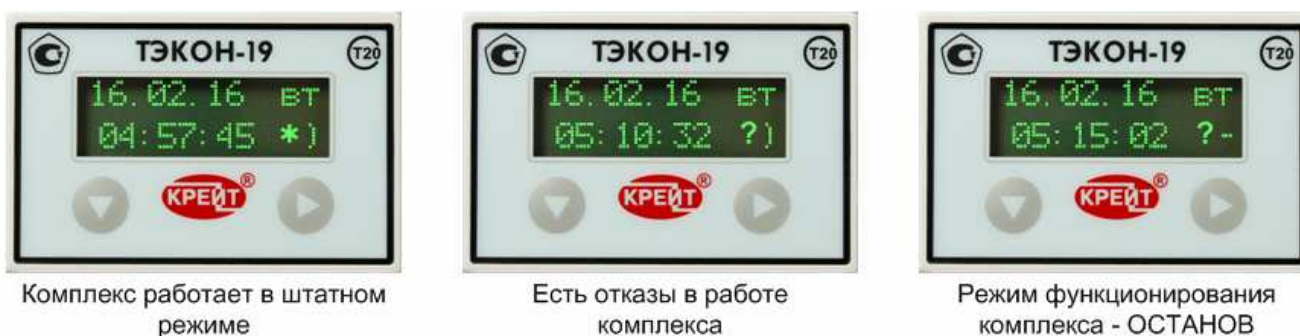 ТЭКОН-19
T20
16.02.16 ВТ
04:57:45 *)
КРЕЙТ®
Комплекс работает в штатном
режиме
ТЭКОН-19
T20
16.02.16 ВТ
05:10:32 ?)
КРЕЙТ®
Есть отказы в работе
комплекса
ТЭКОН-19
T20
16.02.16 ВТ
05:15:02 ?-
КРЕЙТ®
Режим функционирования
комплекса - ОСТАНОВ